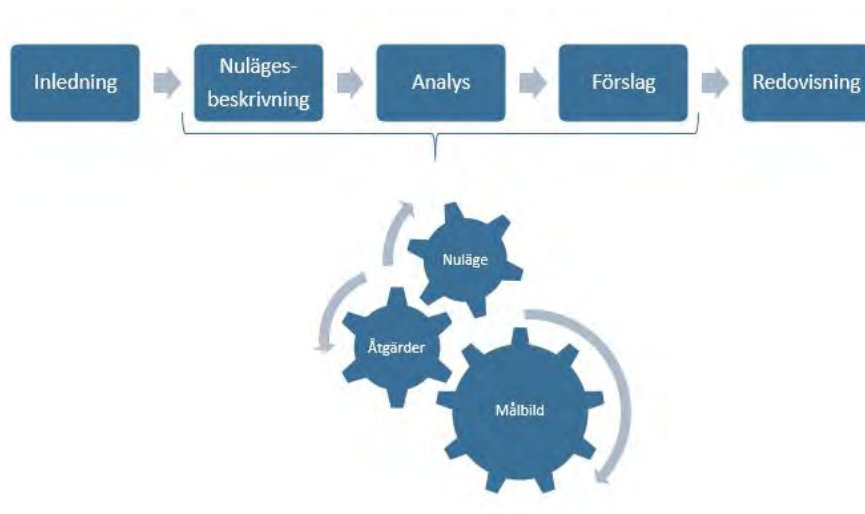 Inledning
Nuläges-
beskrivning
Analys
Förslag
Redovisning
Nuläge
Åtgärder
Målbild